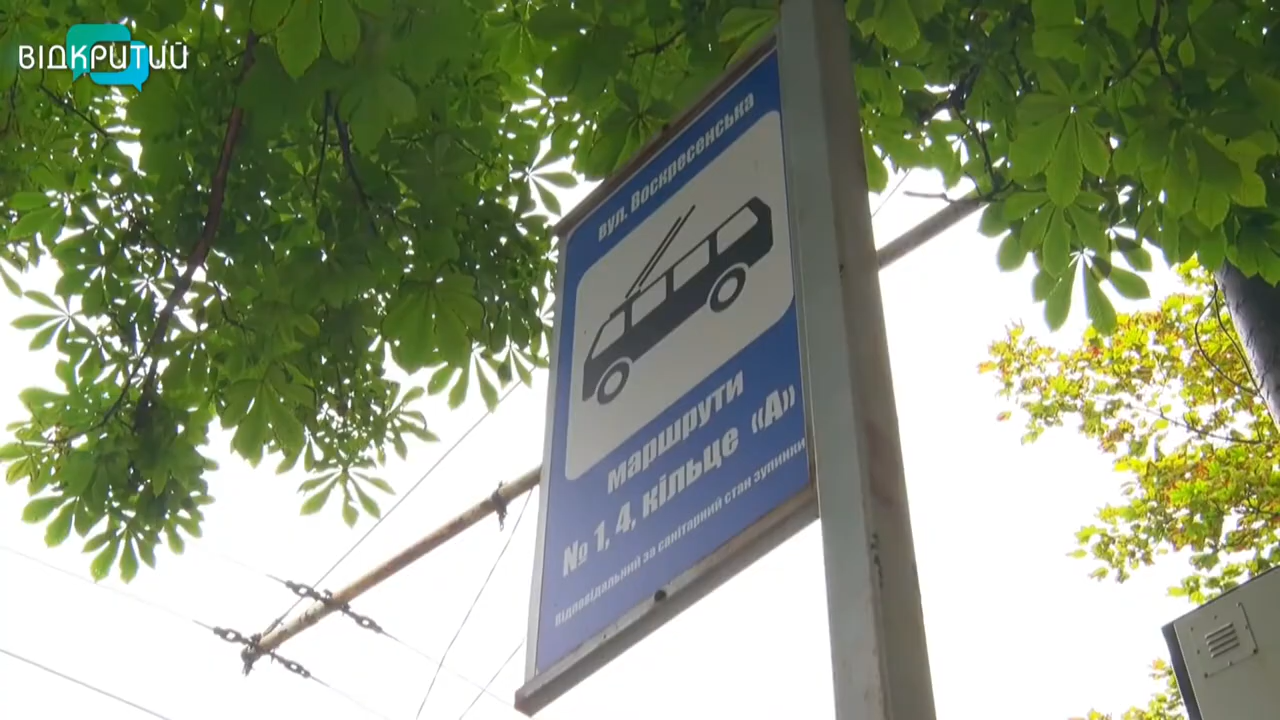 ВІДКРИТИЙ
вул. Воскресенська
маршрути
№ 1, 4, кільце «А»
Відповідальний за санітарний стан зупинки